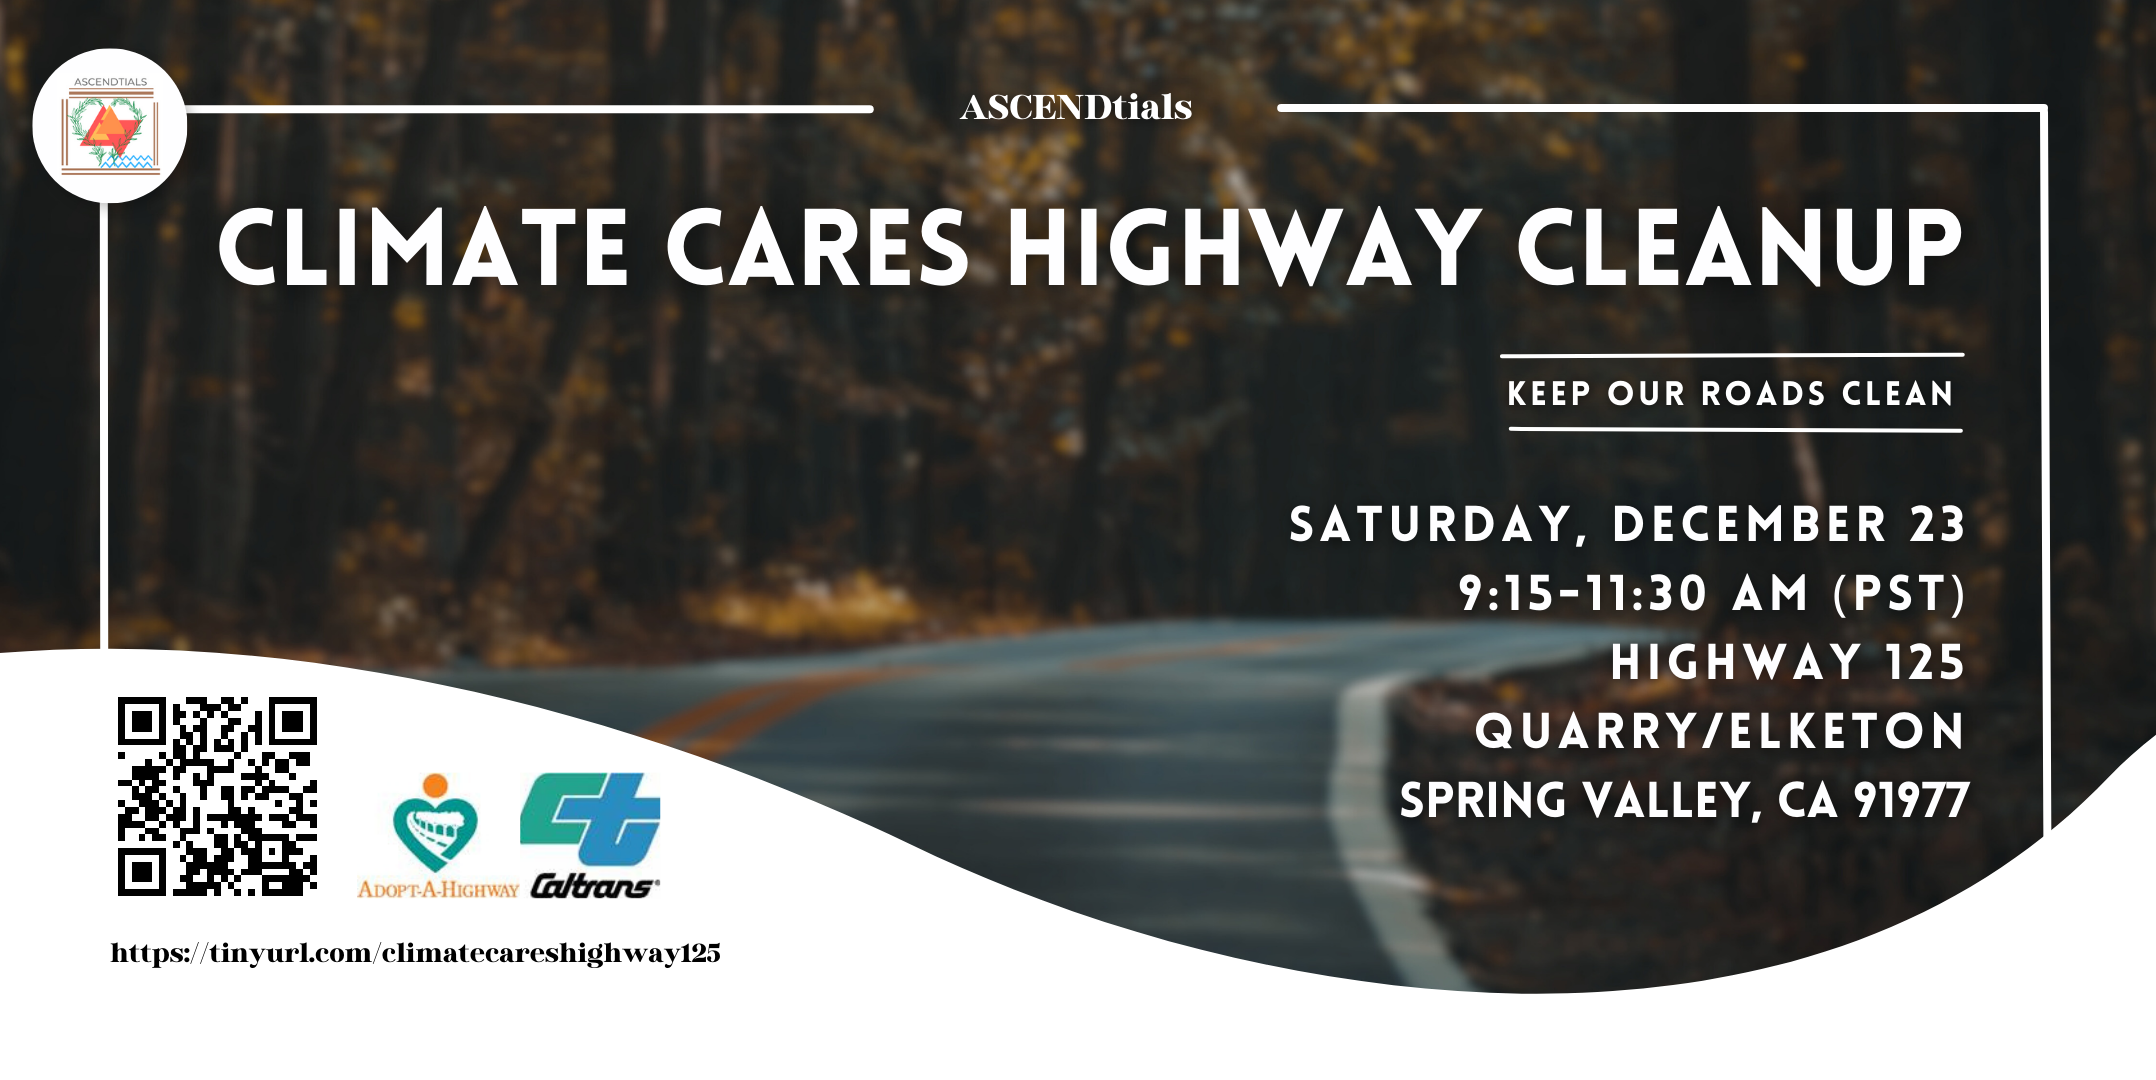 ASCENDTIALS
ASCENDtials
CLIMATE CARES HIGHWAY CLEANUP
KEEP OUR ROADS CLEAN
SATURDAY, DECEMBER 23
9:15-11:30 AM (PST)
HIGHWAY 125
QUARRY/ELKETON
SPRING VALLEY, CA 91977
ADOPT-A-HIGHWAY
Caltrans
https://tinyurl.com/climatecareshighway125